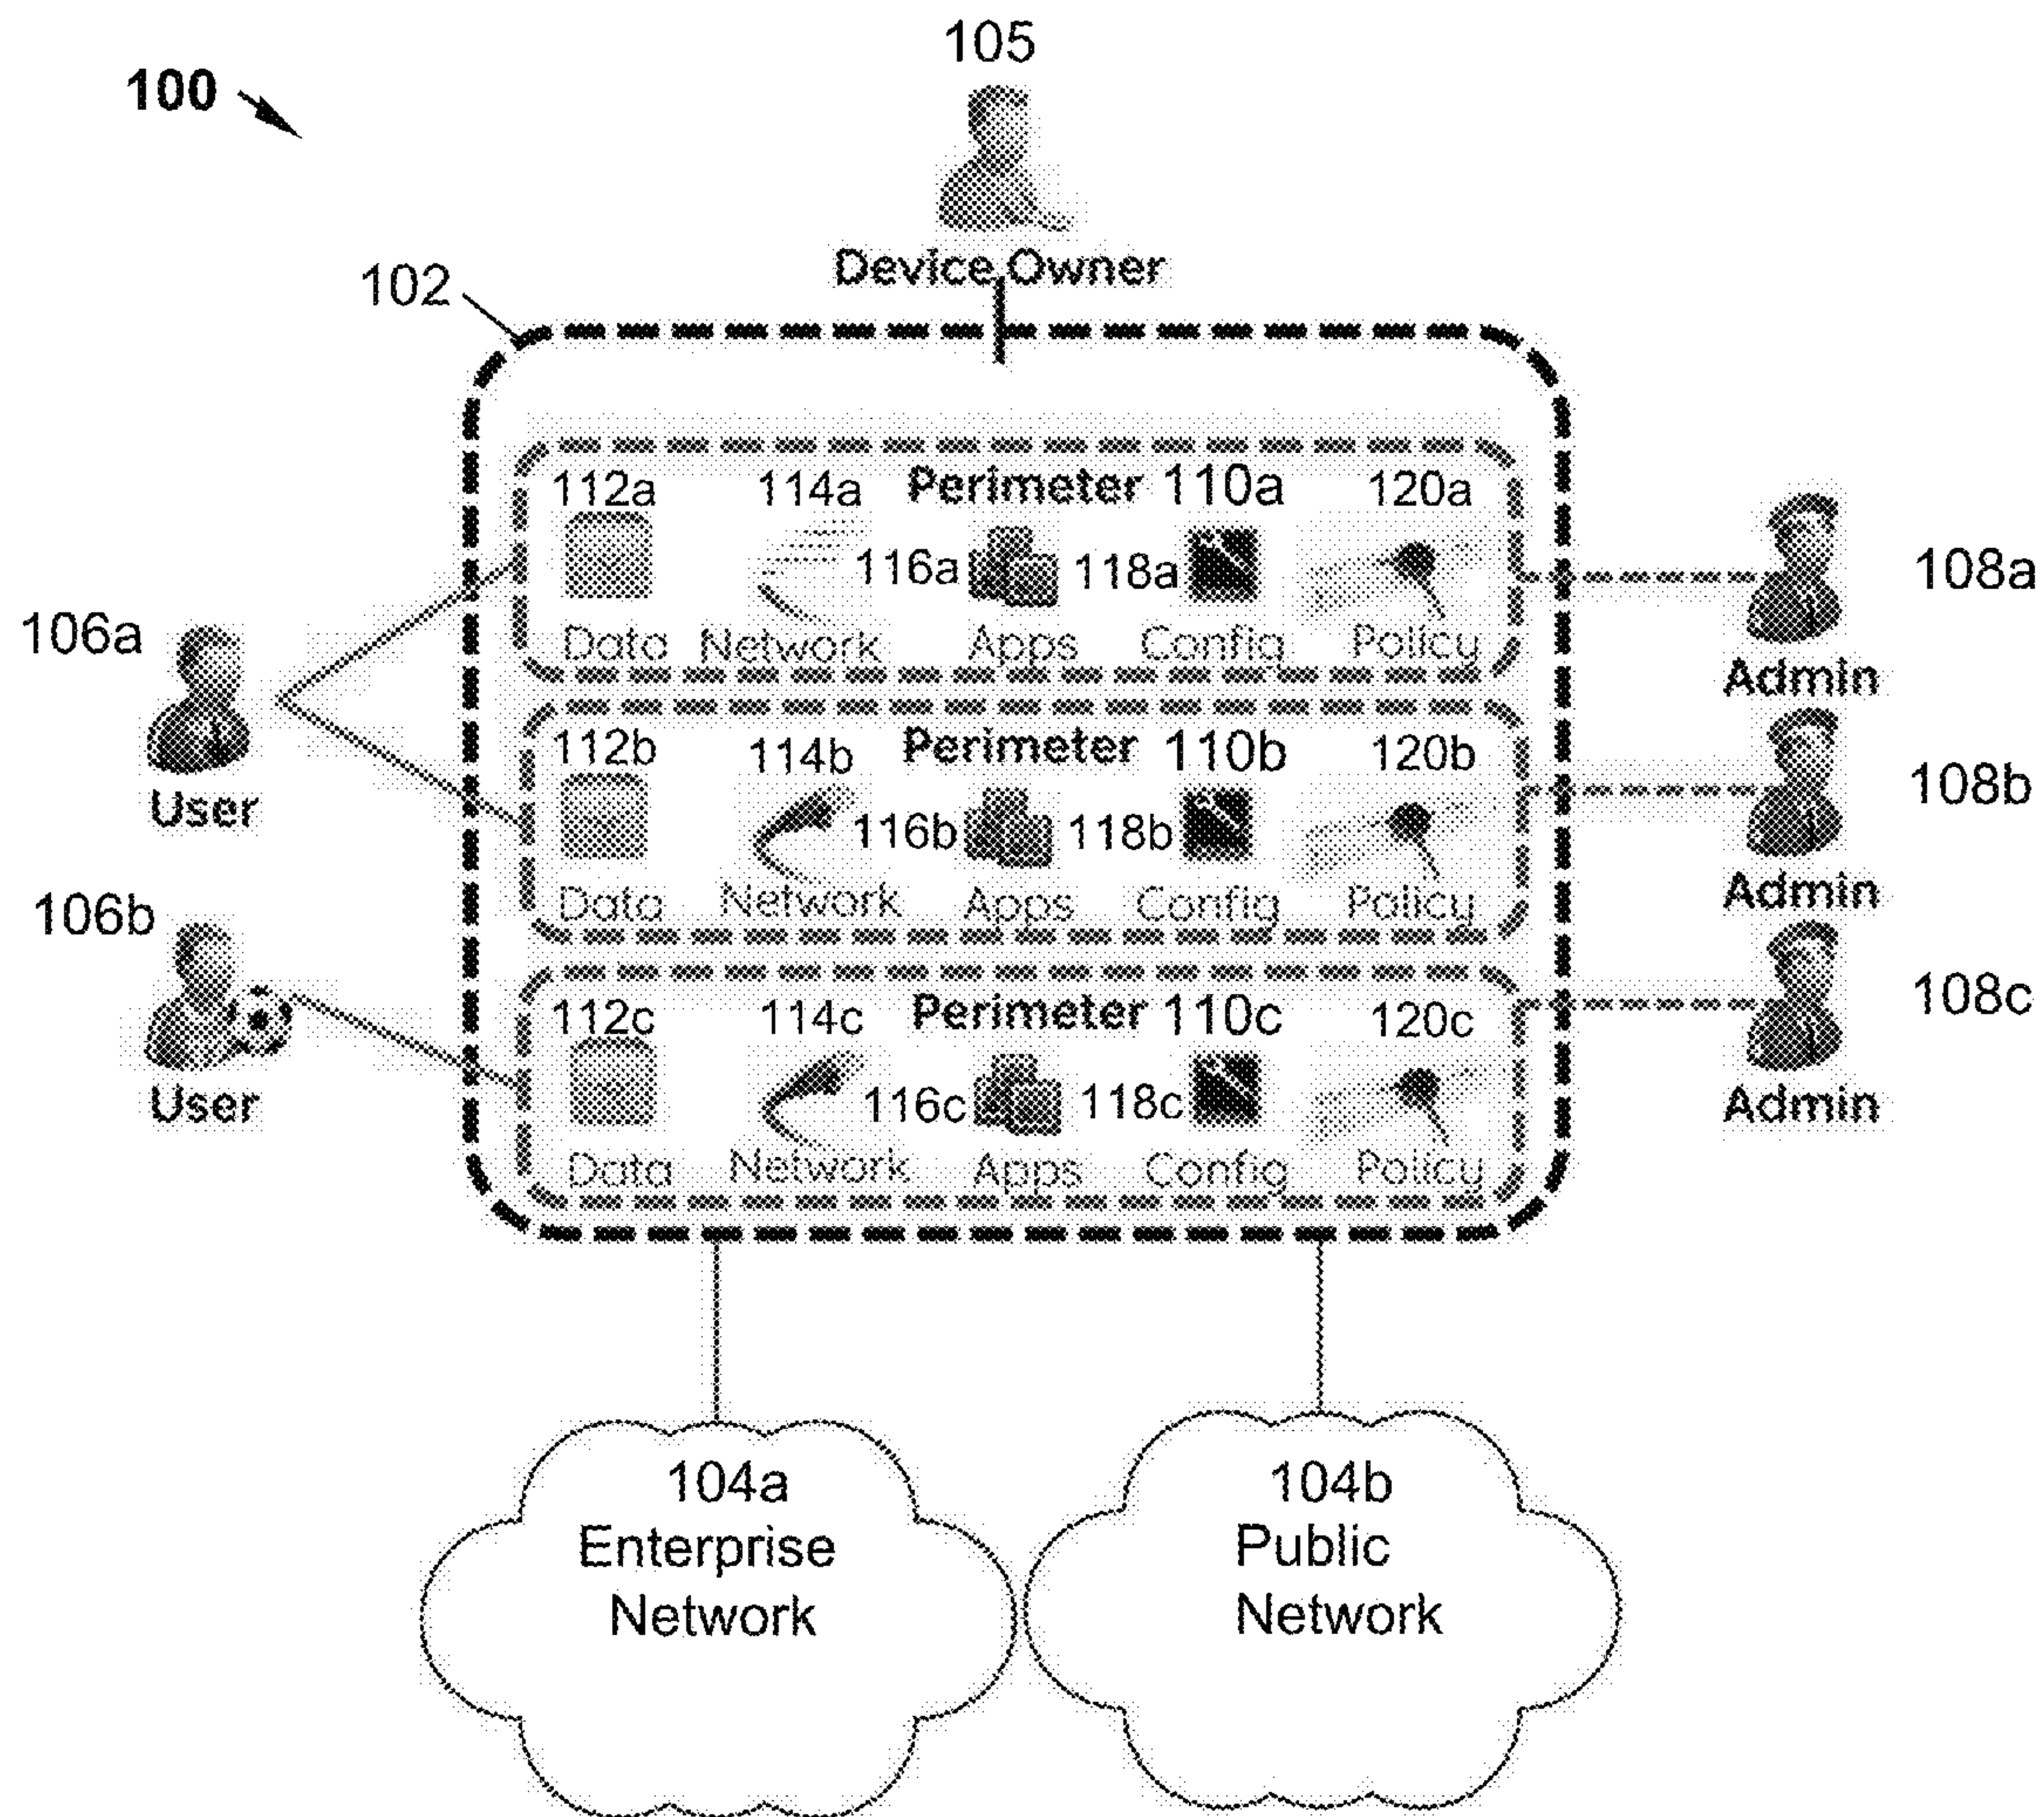 105
100
Device Owner
102
112a 114a Perimeter 110a 120a
116a 118a
108a
Data Network Apps Config Policy
106a
Admin
User
112b 114b Perimeter 110b 120b
116b 118b
108b
Data Network Apps Config Policy
Admin
106b
User
112c 114c Perimeter 110c 120c
108c
116c 118c
Admin
Data Network Apps Config Policy
104a
Enterprise
Network
104b
Public
Network